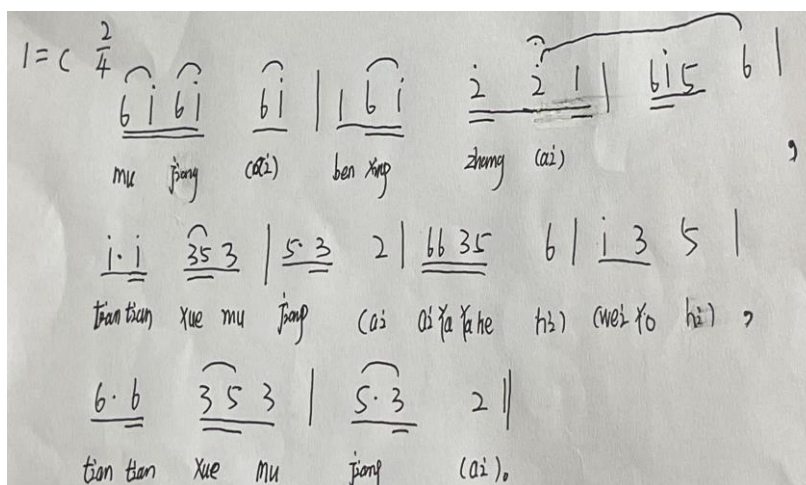 1=C 2/4
6 i 6 i 6 i | 1 6 i 2 2 1 | 6 i 5 6 |
mu jiang (ai) ben xing zhang (ai) ,
i· i 3 5 3 | 5· 3 2 | 6 6 3 5 6 | i 3 5 |
tian tian xue mu jiang (ai ai ya ya he hi) (wei yo hi) ,
6· 6 3 5 3 | 5· 3 2 ||
tian tian xue mu jiang (ai)。